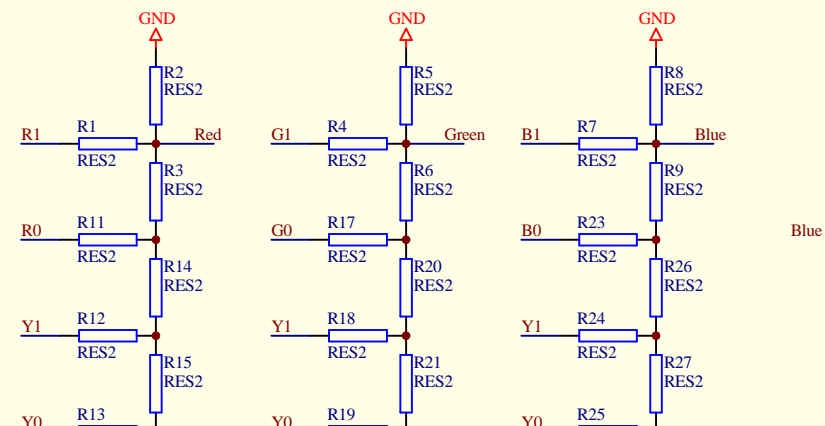 GND GND GND
R2 R5 R8
RES2 RES2 RES2
R1 R1 Red G1 R4 Green B1 R7 Blue
RES2 RES2 RES2
R3 R6 R9
RES2 RES2 RES2
R0 R11 G0 R17 B0 R23 Blue
RES2 RES2 RES2
R14 R20 R26
RES2 RES2 RES2
Y1 R12 Y1 R18 Y1 R24
RES2 RES2 RES2
R15 R21 R27
RES2 RES2 RES2
Y0 R13 Y0 R19 Y0 R25